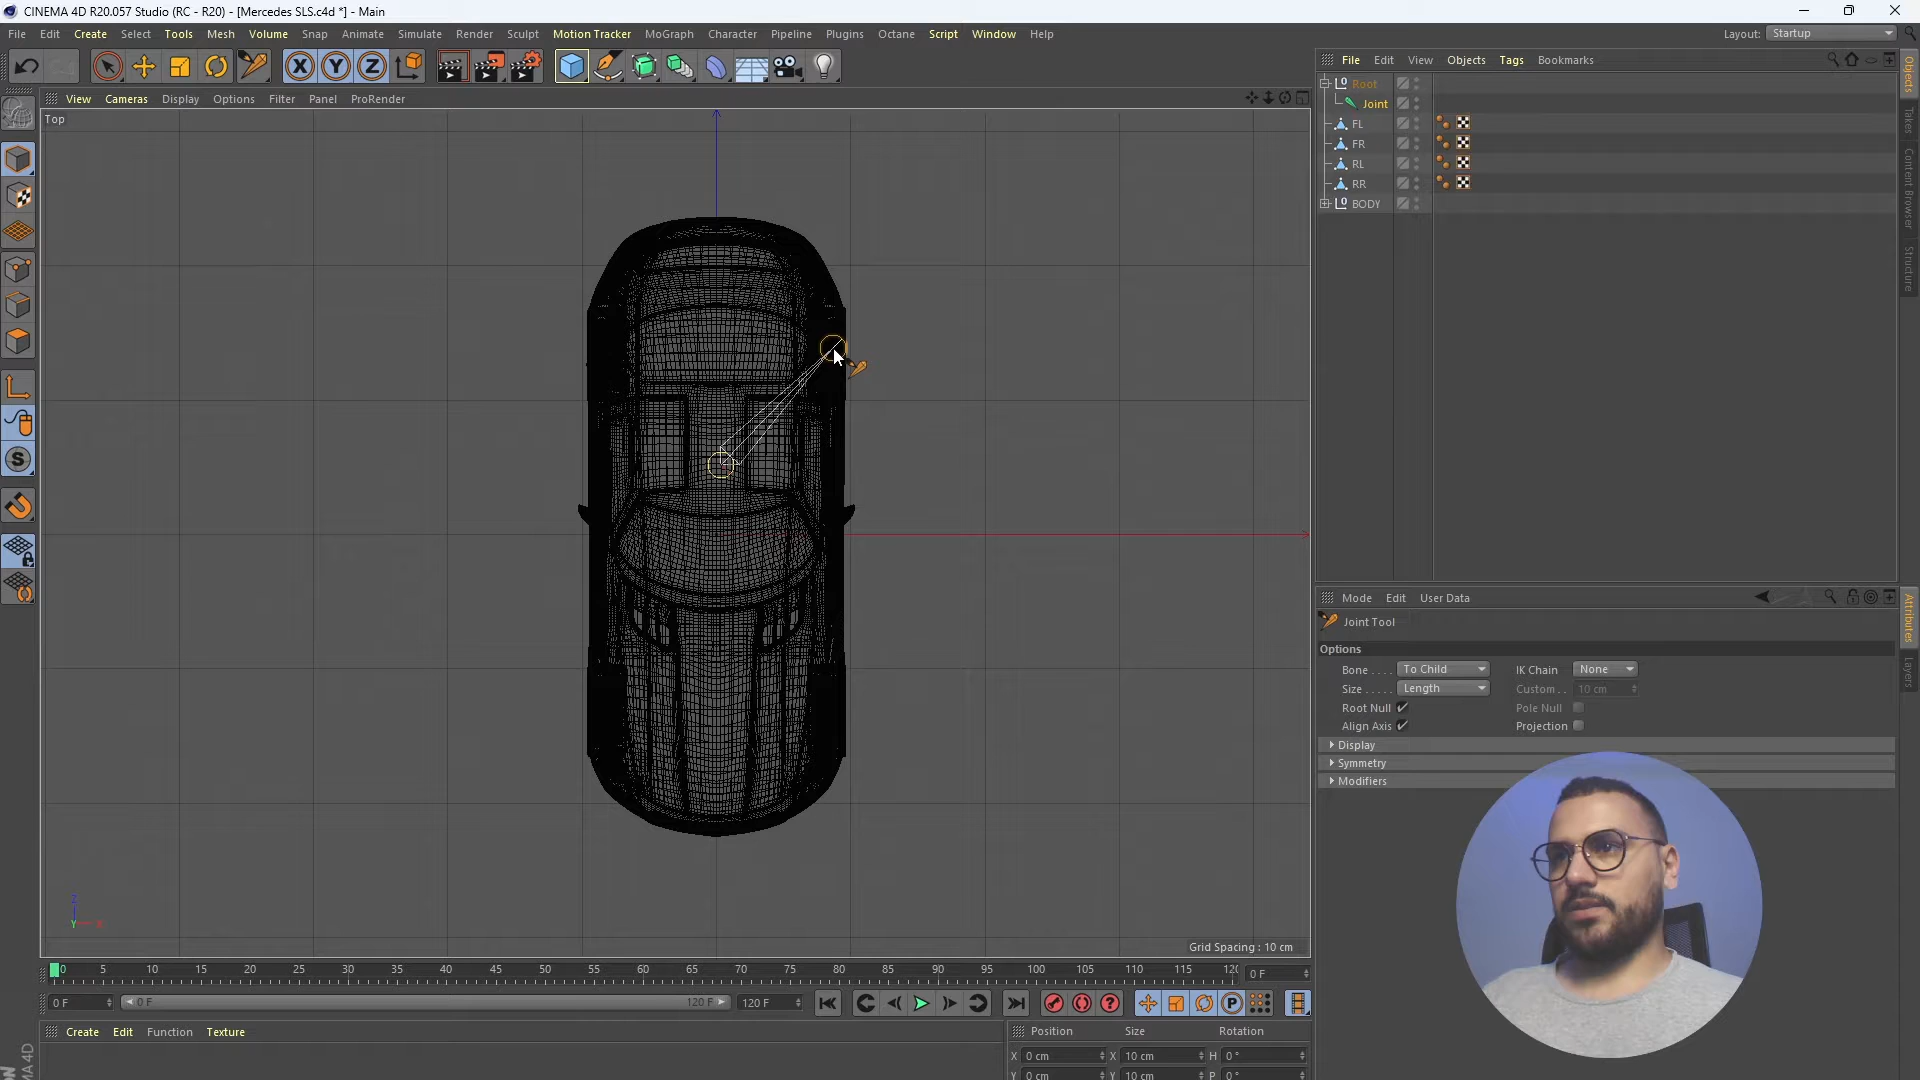 CINEMA 4D R20.057 Studio (RC - R20) - [Mercedes SLS.c4d *] - Main
File Edit Create Select Tools Mesh Volume Snap Animate Simulate Render Sculpt Motion Tracker MoGraph Character Pipeline Plugins Octane Script Window Help
Layout: Startup
X Y Z
File Edit View Objects Tags Bookmarks
View Cameras Display Options Filter Panel ProRender
Top
Root
Joint
FL
FR
RL
RR
BODY
Objects
Takes
Content Browser
Structure
Mode Edit User Data
Joint Tool
Options
Bone . . . . To Child IK Chain None
Size . . . . . Length Custom . . 10 cm
Root Null Pole Null
Align Axis Projection
Display
Symmetry
Modifiers
Attributes
Layers
Z
Y X
Grid Spacing : 10 cm
0 5 10 15 20 25 30 35 40 45 50 55 60 65 70 75 80 85 90 95 100 105 110 115 120
0 F
0 F 0 F 120 F 120 F
Create Edit Function Texture
Position Size Rotation
X 0 cm X 10 cm H 0 °
Y 0 cm Y 10 cm P 0 °